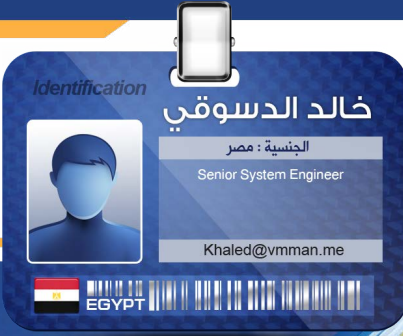 Identification
خالد الدسوقي
الجنسية : مصر
Senior System Engineer
Khaled@vmman.me
EGYPT